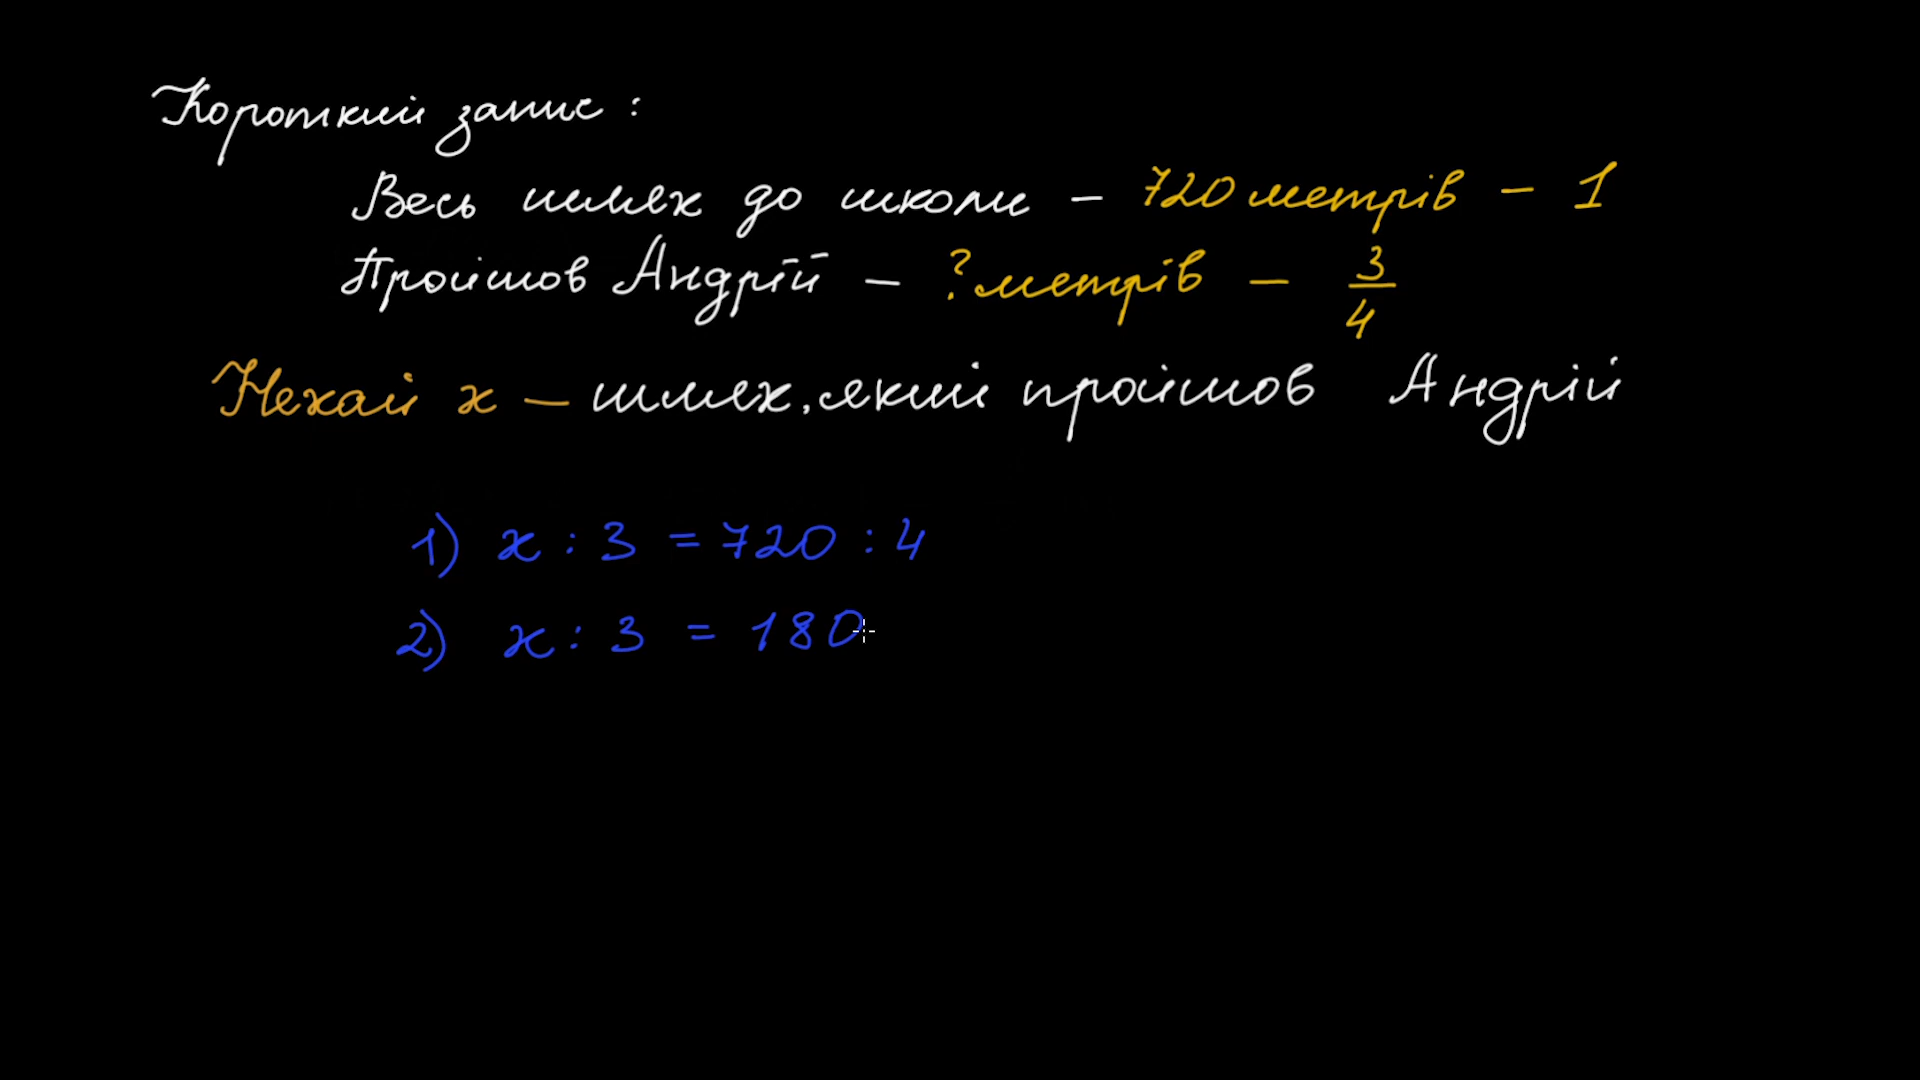 Короткий запис:
Весь шлях до школи – 720 метрів – 1
Пройшов Андрій – ? метрів – 3/4
Нехай x – шлях, який пройшов Андрій
1) x : 3 = 720 : 4
2) x : 3 = 180